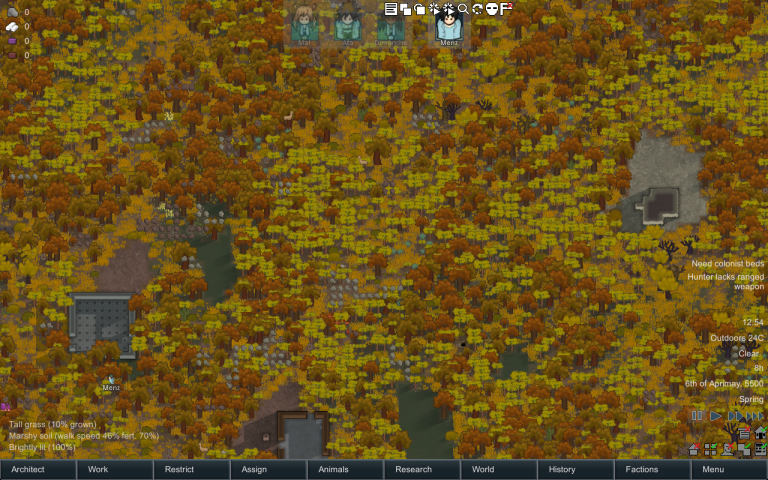 0
0
0
0
Mati
Menz
Need colonist beds
Hunter lacks ranged
weapon
12:54
Outdoors 24C
Clear
6h
6th of Aprimay, 5500
Spring
Menz
Tall grass (10% grown)
Marshy soil (walk speed 46% fert, 70%)
Brightly lit (100%)
Architect
Work
Restrict
Assign
Animals
Research
World
History
Factions
Menu